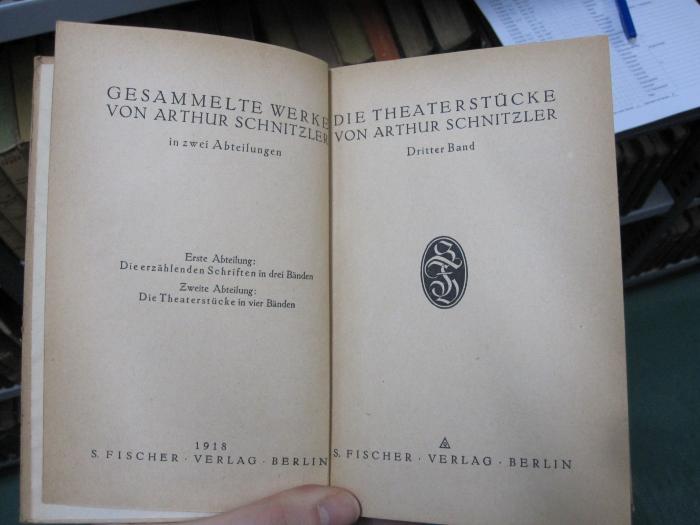 GESAMMELTE WERKE
VON ARTHUR SCHNITZLER
in zwei Abteilungen
Erste Abteilung:
Die erzählenden Schriften in drei Bänden
Zweite Abteilung:
Die Theaterstücke in vier Bänden
1918
S. FISCHER · VERLAG · BERLIN
DIE THEATERSTÜCKE
VON ARTHUR SCHNITZLER
Dritter Band
S. FISCHER · VERLAG · BERLIN